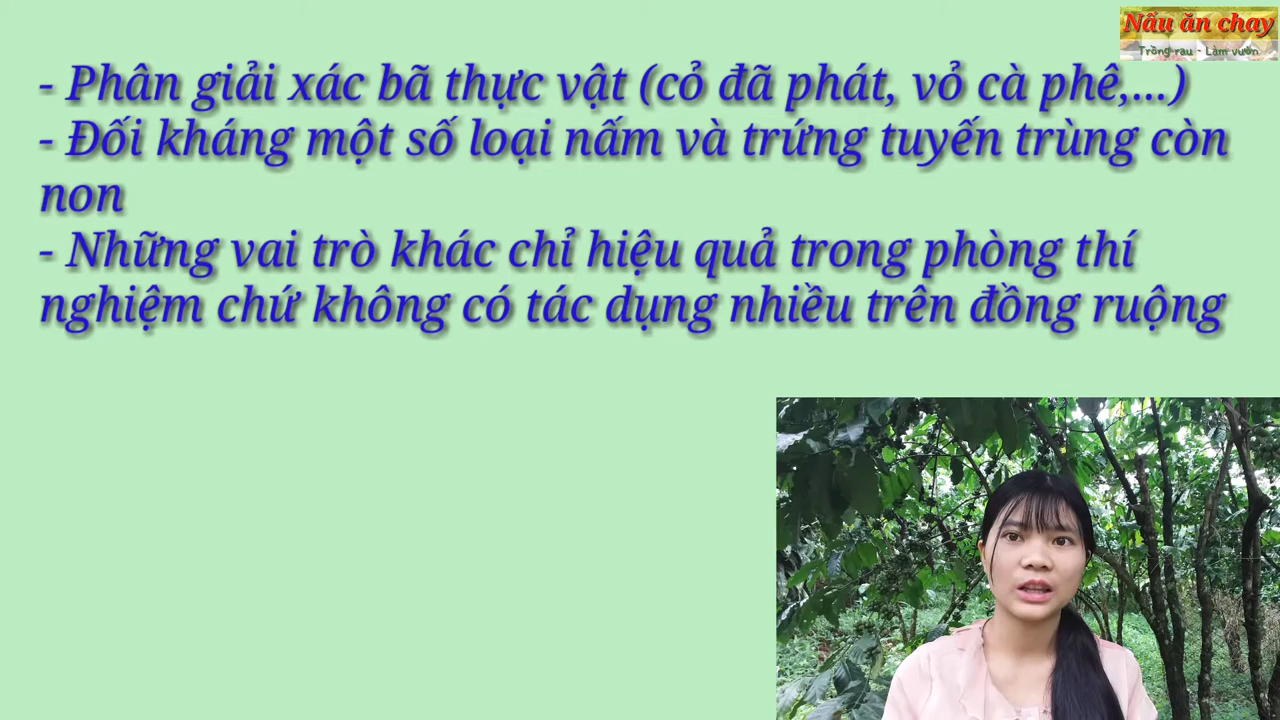 Nấu ăn chay
Trồng rau - Làm vườn
- Phân giải xác bã thực vật (cỏ đã phát, vỏ cà phê,...)
- Đối kháng một số loại nấm và trứng tuyến trùng còn
non
- Những vai trò khác chỉ hiệu quả trong phòng thí
nghiệm chứ không có tác dụng nhiều trên đồng ruộng